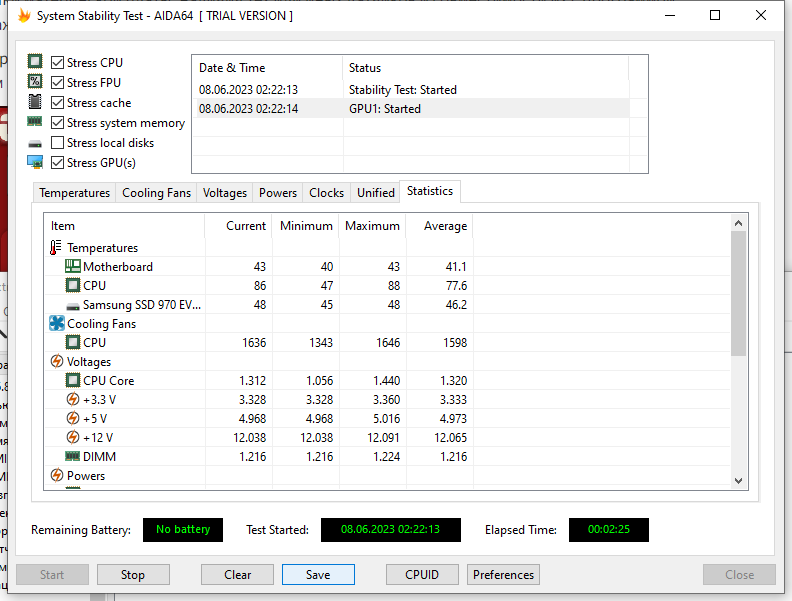 System Stability Test - AIDA64 [ TRIAL VERSION ]
Stress CPU
Stress FPU
Stress cache
Stress system memory
Stress local disks
Stress GPU(s)
Date & Time Status
08.06.2023 02:22:13 Stability Test: Started
08.06.2023 02:22:14 GPU1: Started
Temperatures Cooling Fans Voltages Powers Clocks Unified Statistics
Item Current Minimum Maximum Average
Temperatures
Motherboard 43 40 43 41.1
CPU 86 47 88 77.6
Samsung SSD 970 EV... 48 45 48 46.2
Cooling Fans
CPU 1636 1343 1646 1598
Voltages
CPU Core 1.312 1.056 1.440 1.320
+3.3 V 3.328 3.328 3.360 3.333
+5 V 4.968 4.968 5.016 4.973
+12 V 12.038 12.038 12.091 12.065
DIMM 1.216 1.216 1.224 1.216
Powers
Remaining Battery: No battery Test Started: 08.06.2023 02:22:13 Elapsed Time: 00:02:25
Start Stop Clear Save CPUID Preferences Close